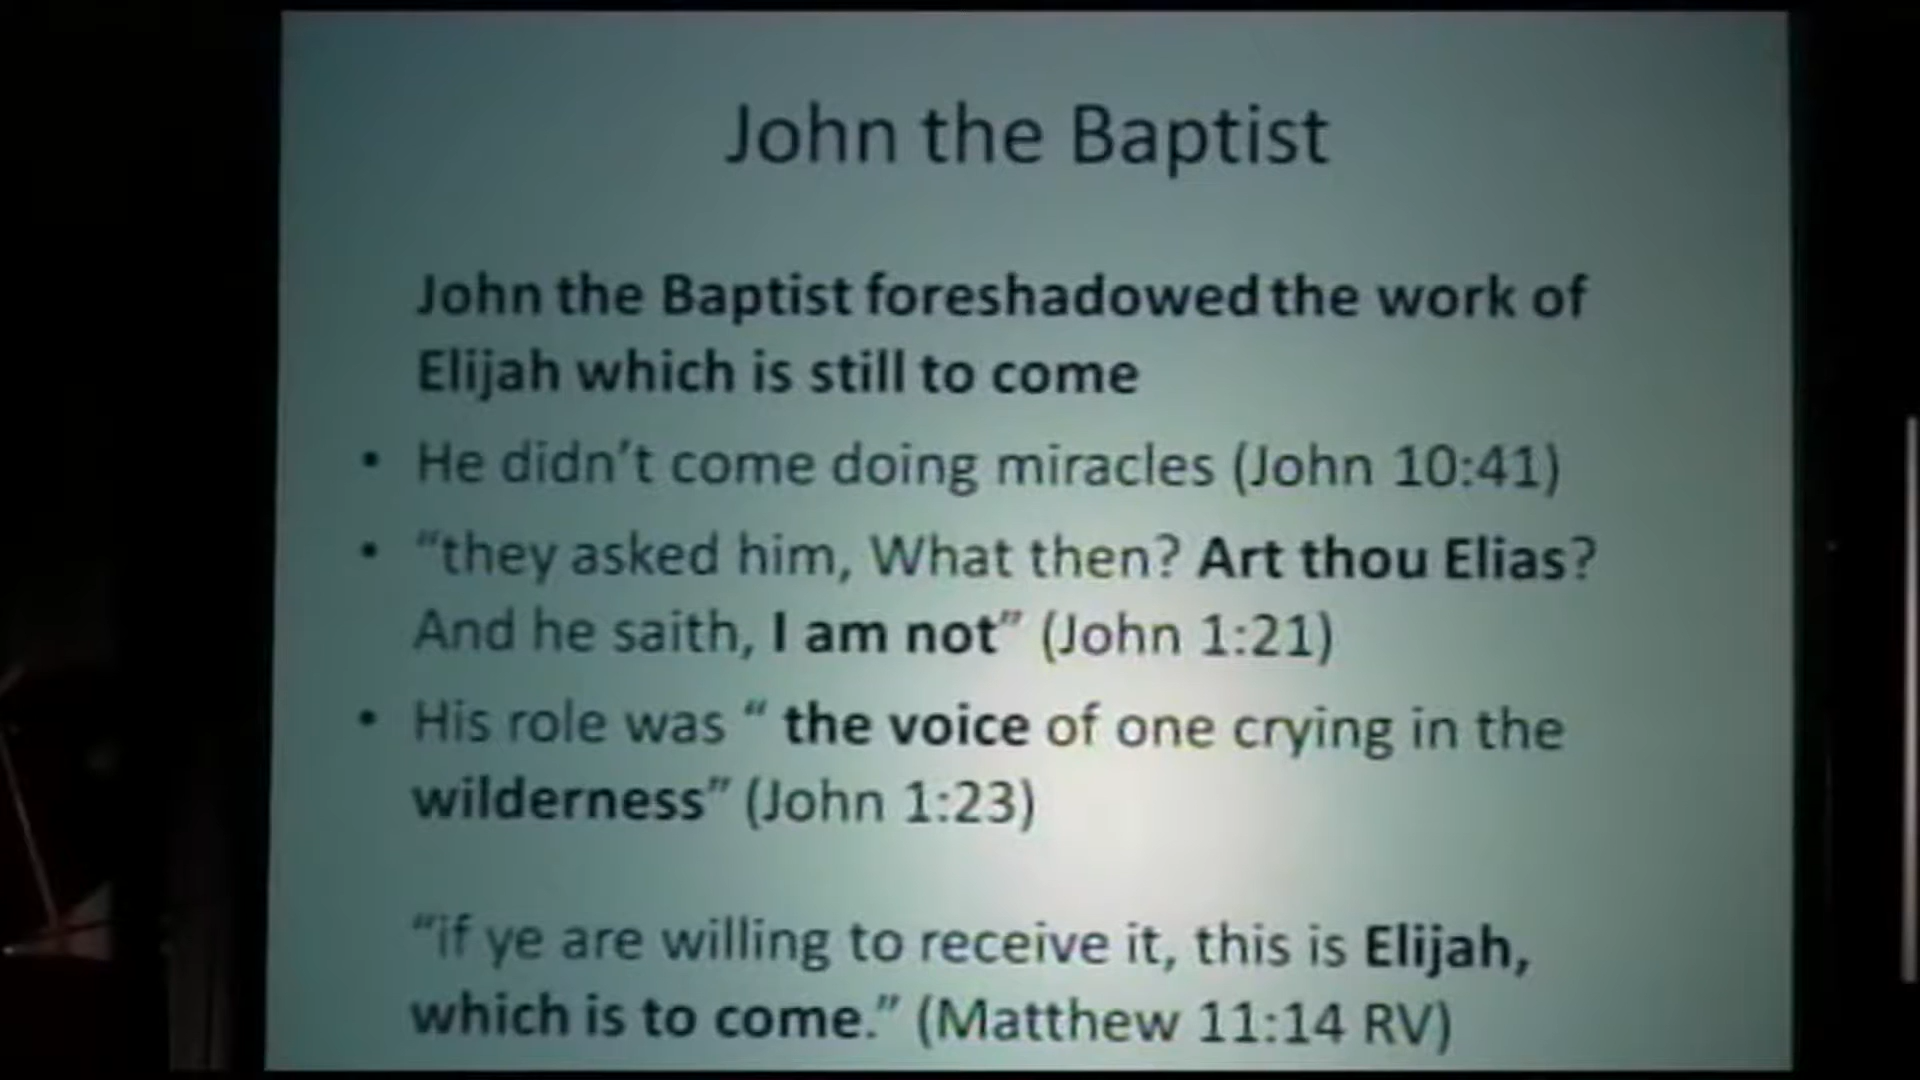 John the Baptist
John the Baptist foreshadowed the work of
Elijah which is still to come
• He didn’t come doing miracles (John 10:41)
• “they asked him, What then? Art thou Elias?
And he saith, I am not” (John 1:21)
• His role was “ the voice of one crying in the
wilderness” (John 1:23)
“if ye are willing to receive it, this is Elijah,
which is to come.” (Matthew 11:14 RV)